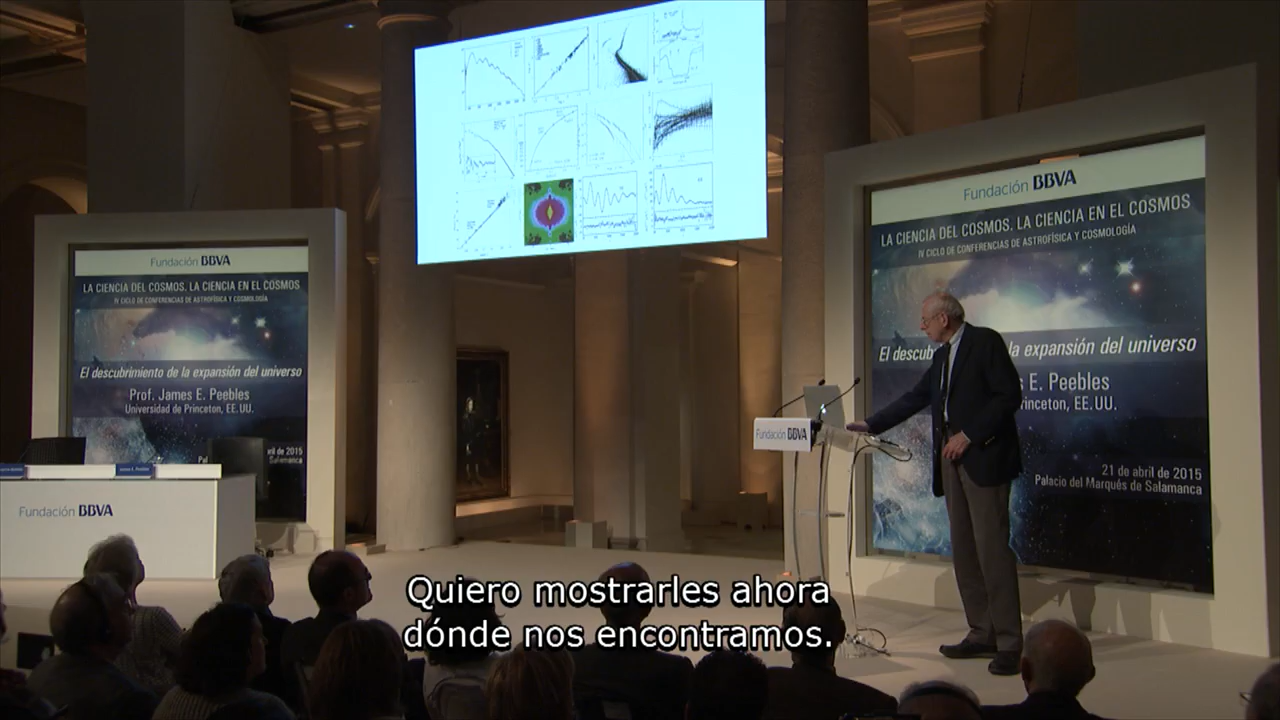 Fundación BBVA
LA CIENCIA DEL COSMOS. LA CIENCIA EN EL COSMOS
IV CICLO DE CONFERENCIAS DE ASTROFÍSICA Y COSMOLOGÍA
El descubrimiento de la expansión del universo
Prof. James E. Peebles
Universidad de Princeton, EE.UU.
ril de 2015
Pal
Salamanca
Fundación BBVA
Fundación BBVA
LA CIENCIA DEL COSMOS. LA CIENCIA EN EL COSMOS
IV CICLO DE CONFERENCIAS DE ASTROFÍSICA Y COSMOLOGÍA
El descub la expansión del universo
s E. Peebles
rinceton, EE.UU.
21 de abril de 2015
Palacio del Marqués de Salamanca
Fundación BBVA
Quiero mostrarles ahora
dónde nos encontramos.